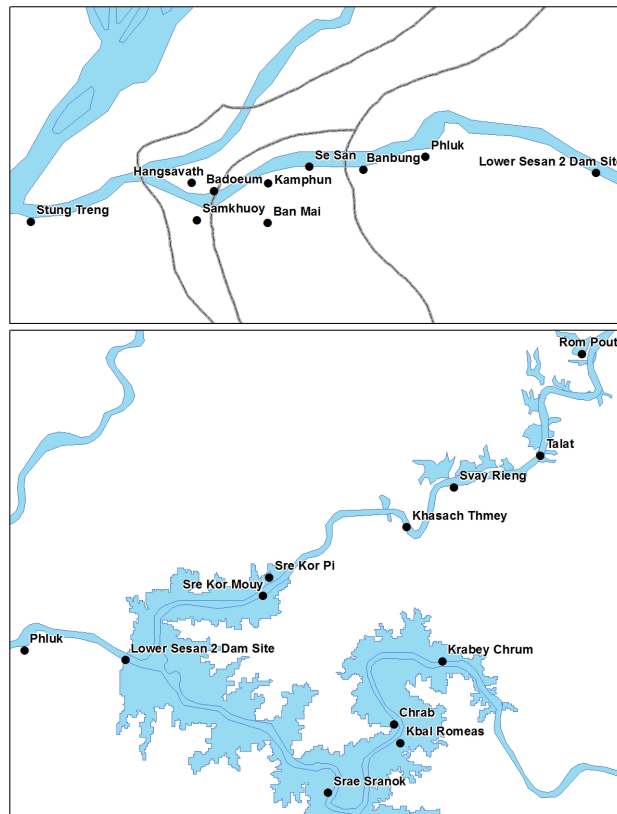 Phluk
Se San
Banbung
Lower Sesan 2 Dam Site
Hangsavath
Badoeum
Kamphun
Stung Treng
Samkhuoy
Ban Mai
Rom Pout
Talat
Svay Rieng
Khasach Thmey
Sre Kor Pi
Sre Kor Mouy
Phluk
Lower Sesan 2 Dam Site
Krabey Chrum
Chrab
Kbal Romeas
Srae Sranok